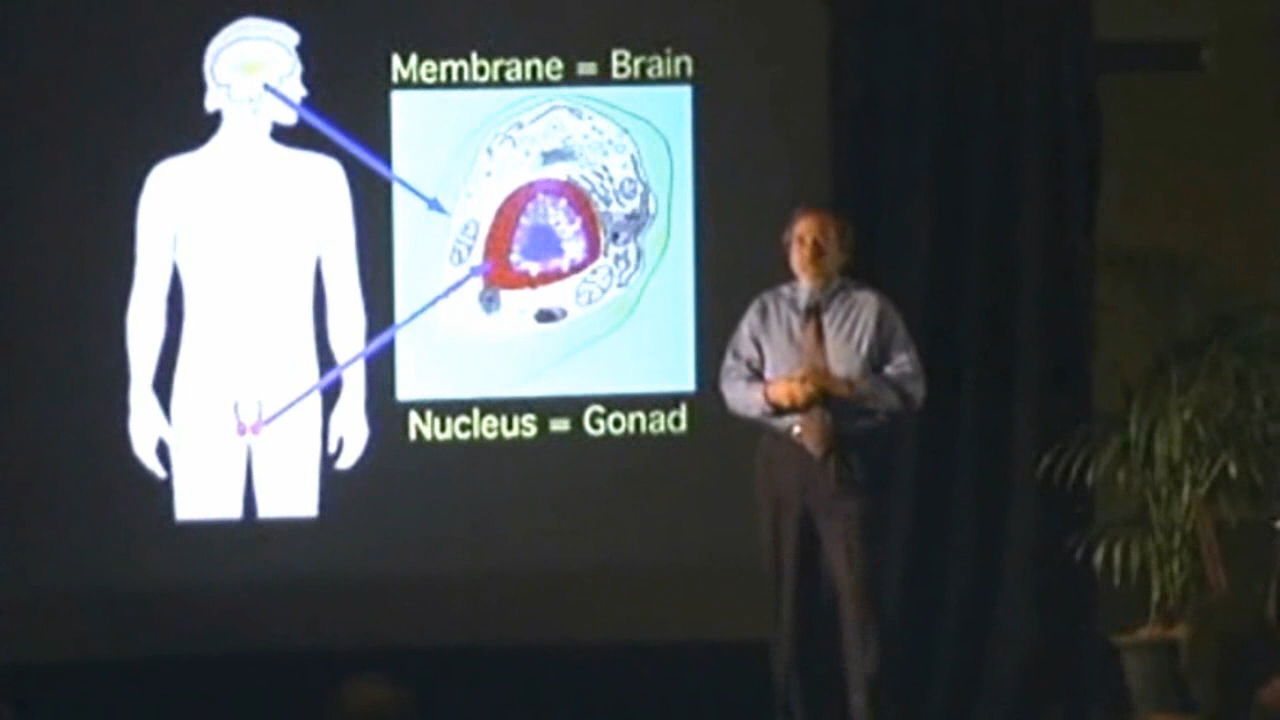 Membrane = Brain
Nucleus = Gonad